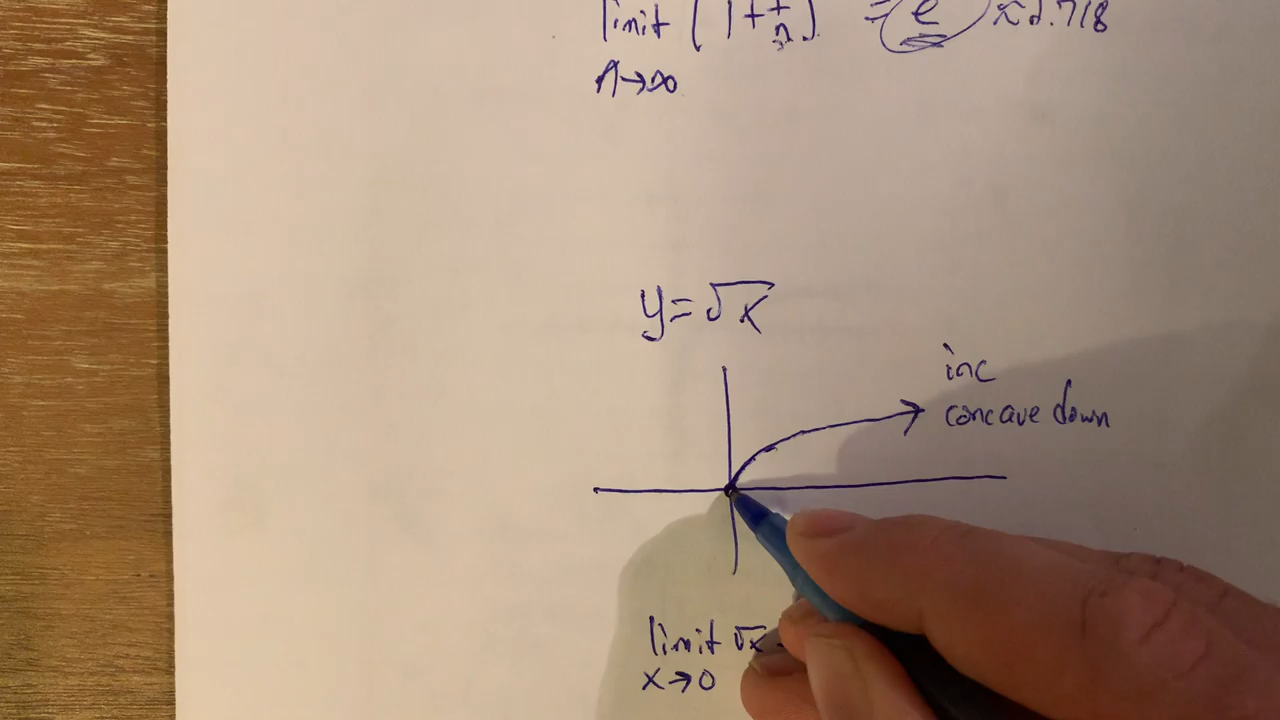 limit (1+1/n) = e ≈2.718
n→∞
y=√x
inc
concave down
limit √x
x→0